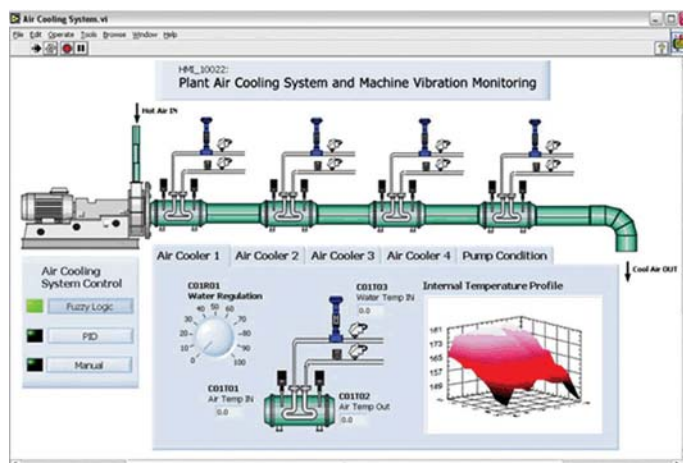 Air Cooling System.vi
File Edit Operate Tools Browse Window Help
HMI_10022:
Plant Air Cooling System and Machine Vibration Monitoring
Hot Air IN
Air Cooler 1 Air Cooler 2 Air Cooler 3 Air Cooler 4 Pump Condition
Cool Air OUT
Air Cooling
System Control
Fuzzy Logic
PID
Manual
C01R01
Water Regulation
0 10 20 30 40 50 60 70 80 90 100
C01T03
Water Temp IN
0.0
C01T01
Air Temp IN
0.0
C01T02
Air Temp Out
0.0
Internal Temperature Profile
181
173
165
157
149